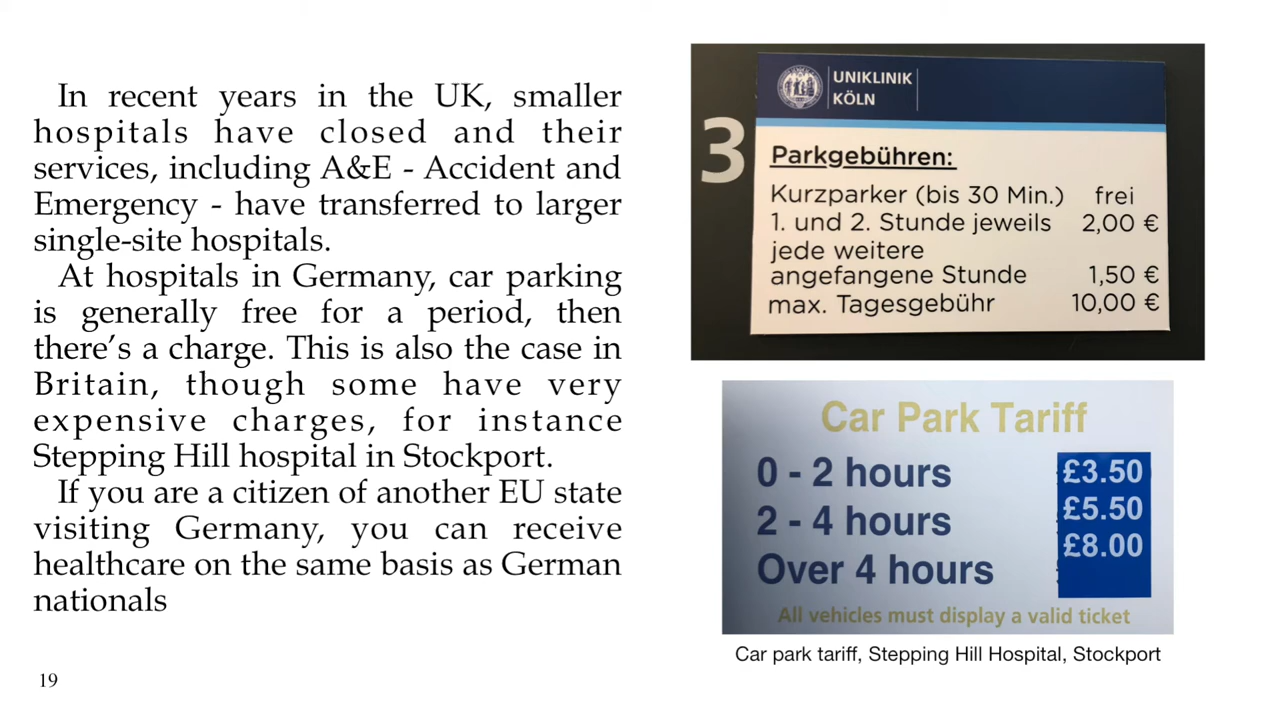 In recent years in the UK, smaller
hospitals have closed and their
services, including A&E - Accident and
Emergency - have transferred to larger
single-site hospitals.
At hospitals in Germany, car parking
is generally free for a period, then
there's a charge. This is also the case in
Britain, though some have very
expensive charges, for instance
Stepping Hill hospital in Stockport.
If you are a citizen of another EU state
visiting Germany, you can receive
healthcare on the same basis as German
nationals
19
3
UNIKLINIK
KÖLN
Parkgebühren:
Kurzparker (bis 30 Min.) frei
1. und 2. Stunde jeweils 2,00 €
jede weitere
angefangene Stunde 1,50 €
max. Tagesgebühr 10,00 €
Car Park Tariff
0 - 2 hours £3.50
2 - 4 hours £5.50
Over 4 hours £8.00
All vehicles must display a valid ticket
Car park tariff, Stepping Hill Hospital, Stockport